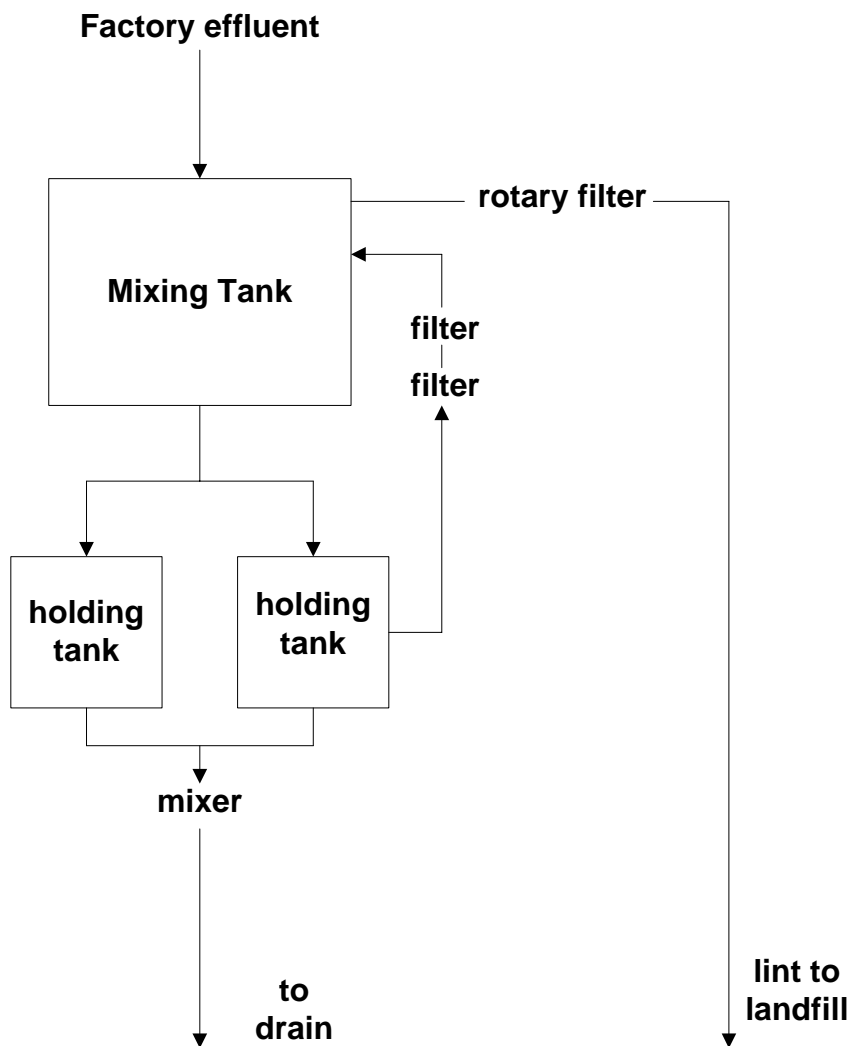 Factory effluent
rotary filter
Mixing Tank
filter
filter
holding
tank
holding
tank
mixer
to
drain
lint to
landfill